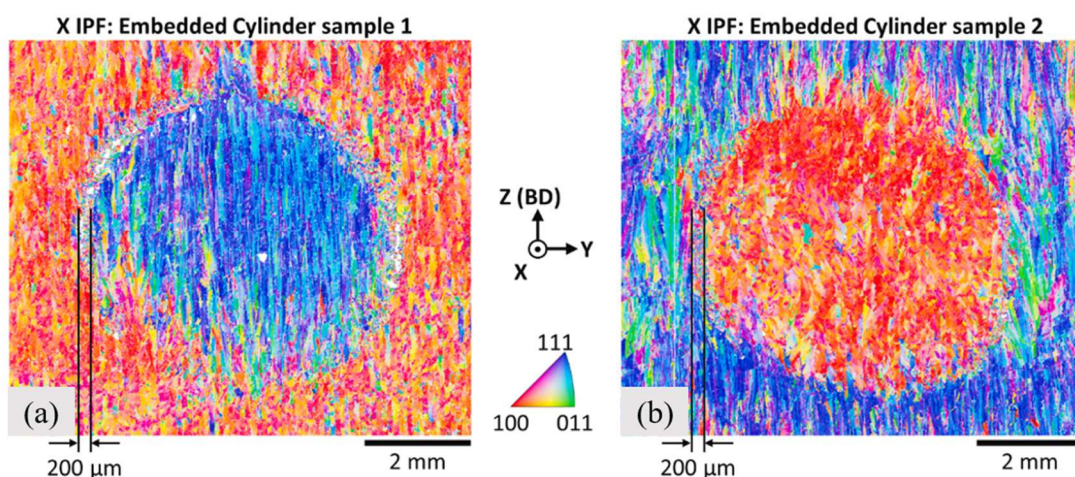 X IPF: Embedded Cylinder sample 1
X IPF: Embedded Cylinder sample 2
Z (BD)
Y
X
111
100
011
(a)
(b)
200 μm
2 mm
200 μm
2 mm